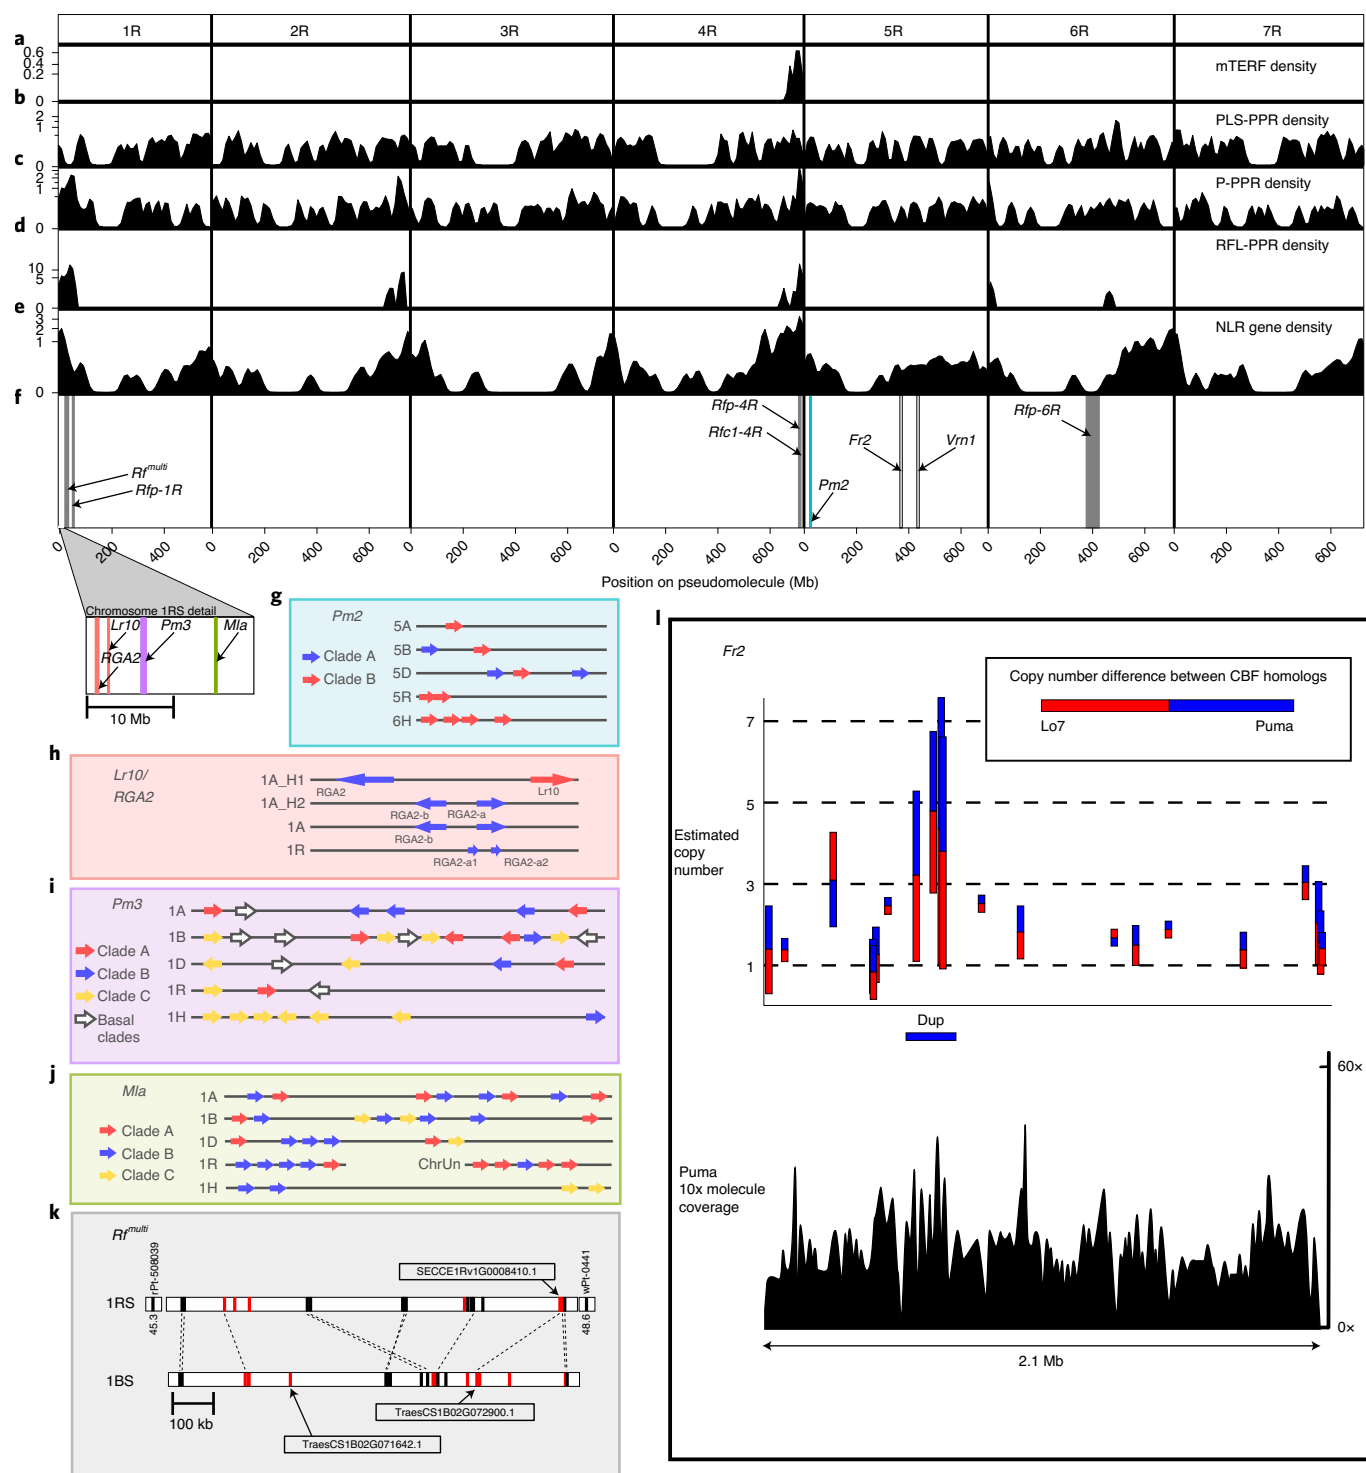 a
1R 2R 3R 4R 5R 6R 7R
0.6
0.4
0.2
0
mTERF density
b
2
1
0
PLS-PPR density
c
2
1
0
P-PPR density
d
10
5
0
RFL-PPR density
e
3
2
1
0
NLR gene density
f
Rf multi
Rfp-1R
Rfp-4R
Rfc1-4R
Pm2
Fr2
Vrn1
Rfp-6R
0 200 400 0 200 400 600 0 200 400 600 0 200 400 600 0 200 400 600 0 200 400 600 0 200 400 600
Position on pseudomolecule (Mb)
Chromosome 1RS detail
Lr10
Pm3
Mla
RGA2
10 Mb
g
Pm2
Clade A
Clade B
5A
5B
5D
5R
6H
h
Lr10/
RGA2
1A_H1
RGA2
Lr10
1A_H2
RGA2-b
RGA2-a
1A
RGA2-b
1R
RGA2-a1
RGA2-a2
i
Pm3
Clade A
Clade B
Clade C
Basal
clades
1A
1B
1D
1R
1H
j
Mla
Clade A
Clade B
Clade C
1A
1B
1D
1R
ChrUn
1H
k
Rf multi
45.3
rPt-508039
SECCE1Rv1G0008410.1
wPt-0441
48.6
1RS
1BS
100 kb
TraesCS1B02G072900.1
TraesCS1B02G071642.1
l
Fr2
Copy number difference between CBF homologs
Lo7
Puma
7
5
3
1
Estimated
copy
number
Dup
60×
0×
Puma
10x molecule
coverage
2.1 Mb